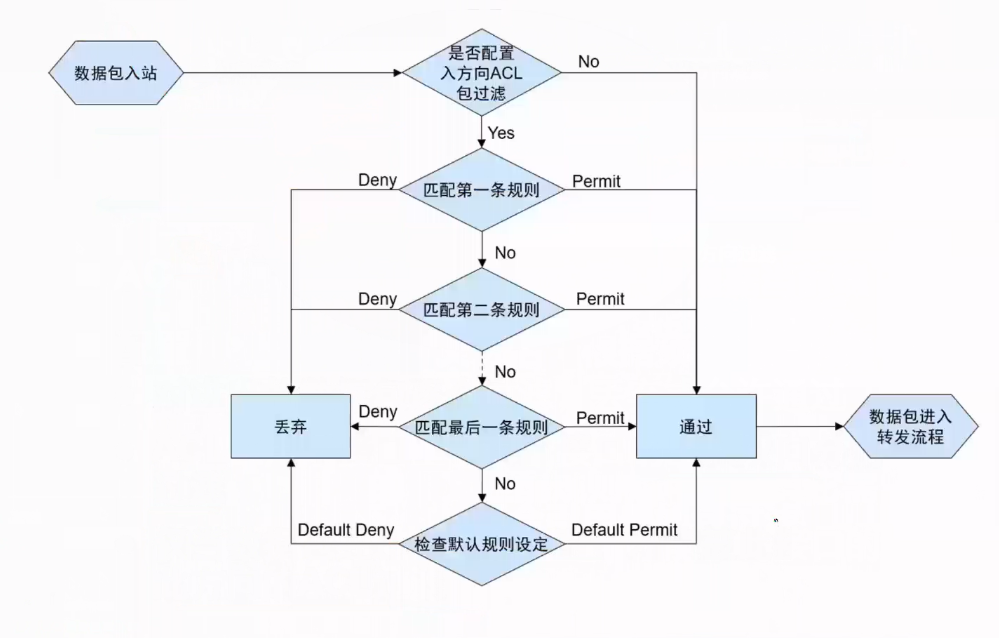 数据包入站
是否配置
入方向ACL
包过滤
No
Yes
Deny
匹配第一条规则
Permit
No
Deny
匹配第二条规则
Permit
No
丢弃
Deny
匹配最后一条规则
Permit
通过
数据包进入
转发流程
No
Default Deny
检查默认规则设定
Default Permit